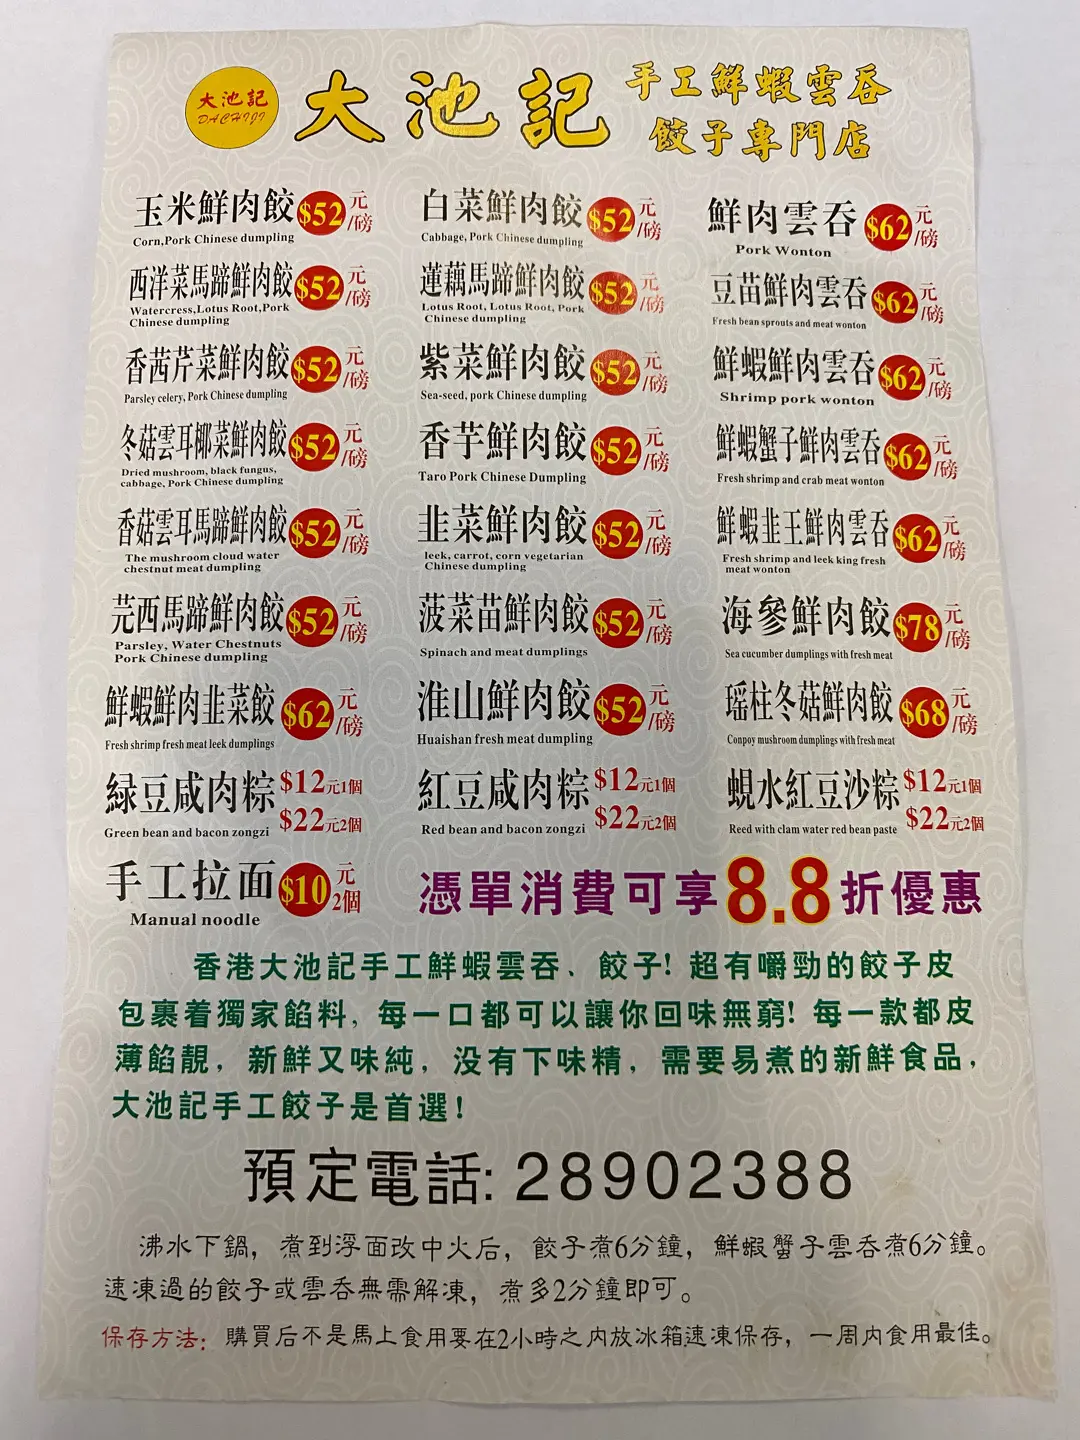 大池記
DACHIJI
大池記
手工鮮蝦雲吞
餃子專門店
玉米鮮肉餃 $52 元/磅
Corn,Pork Chinese dumpling
白菜鮮肉餃 $52 元/磅
Cabbage, Pork Chinese dumpling
鮮肉雲吞 $62 元/磅
Pork Wonton
西洋菜馬蹄鮮肉餃 $52 元/磅
Watercress,Lotus Root,Pork
Chinese dumpling
蓮藕馬蹄鮮肉餃 $52 元/磅
Lotus Root, Lotus Root, Pork
Chinese dumpling
豆苗鮮肉雲吞 $62 元/磅
Fresh bean sprouts and meat wonton
香茜芹菜鮮肉餃 $52 元/磅
Parsley celery, Pork Chinese dumpling
紫菜鮮肉餃 $52 元/磅
Sea-seed, pork Chinese dumpling
鮮蝦鮮肉雲吞 $62 元/磅
Shrimp pork wonton
冬菇雲耳椰菜鮮肉餃 $52 元/磅
Dried mushroom, black fungus,
cabbage, Pork Chinese dumpling
香芋鮮肉餃 $52 元/磅
Taro Pork Chinese Dumpling
鮮蝦蟹子鮮肉雲吞 $62 元/磅
Fresh shrimp and crab meat wonton
香菇雲耳馬蹄鮮肉餃 $52 元/磅
The mushroom cloud water
chestnut meat dumpling
韭菜鮮肉餃 $52 元/磅
leek, carrot, corn vegetarian
Chinese dumpling
鮮蝦韭王鮮肉雲吞 $62 元/磅
Fresh shrimp and leek king fresh
meat wonton
芫西馬蹄鮮肉餃 $52 元/磅
Parsley, Water Chestnuts
Pork Chinese dumpling
菠菜苗鮮肉餃 $52 元/磅
Spinach and meat dumplings
海參鮮肉餃 $78 元/磅
Sea cucumber dumplings with fresh meat
鮮蝦鮮肉韭菜餃 $62 元/磅
Fresh shrimp fresh meat leek dumplings
淮山鮮肉餃 $52 元/磅
Huaishan fresh meat dumpling
瑶柱冬菇鮮肉餃 $68 元/磅
Conpoy mushroom dumplings with fresh meat
綠豆咸肉粽 $12元1個
$22元2個
Green bean and bacon zongzi
紅豆咸肉粽 $12元1個
$22元2個
Red bean and bacon zongzi
蜆水紅豆沙粽 $12元1個
$22元2個
Reed with clam water red bean paste
手工拉面 $10 元2個
Manual noodle
憑單消費可享8.8折優惠
香港大池記手工鮮蝦雲吞、餃子!超有嚼勁的餃子皮
包裹着獨家餡料,每一口都可以讓你回味無窮!每一款都皮
薄餡靚,新鮮又味純,没有下味精,需要易煮的新鮮食品,
大池記手工餃子是首選!
預定電話: 28902388
沸水下鍋,煮到浮面改中火后,餃子煮6分鐘,鮮蝦蟹子雲吞煮6分鐘。
速凍過的餃子或雲吞無需解凍,煮多2分鐘即可。
保存方法:購買后不是馬上食用要在2小時之内放冰箱速凍保存,一周内食用最佳。